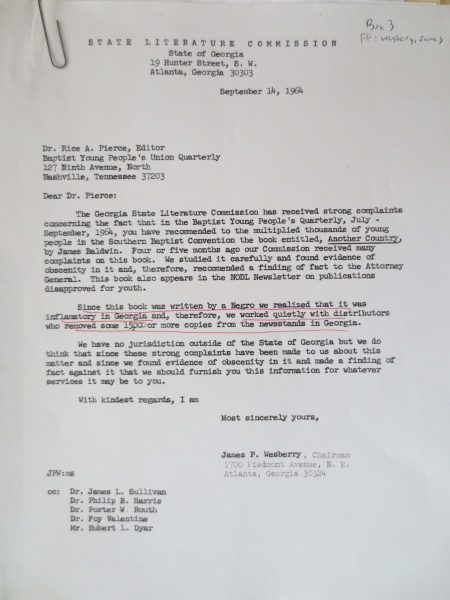 Box 3
FF: Wesberry, James
STATE LITERATURE COMMISSION
State of Georgia
19 Hunter Street, S. W.
Atlanta, Georgia 30303
September 14, 1964
Dr. Rice A. Pierce, Editor
Baptist Young People's Union Quarterly
127 Ninth Avenue, North
Nashville, Tennessee 37203
Dear Dr. Pierce:
The Georgia State Literature Commission has received strong complaints
concerning the fact that in the Baptist Young People's Quarterly, July -
September, 1964, you have recommended to the multiplied thousands of young
people in the Southern Baptist Convention the book entitled, Another Country,
by James Baldwin. Four or five months ago our Commission received many
complaints on this book. We studied it carefully and found evidence of
obscenity in it and, therefore, recommended a finding of fact to the Attorney
General. This book also appears in the NODL Newsletter on publications
disapproved for youth.
Since this book was written by a Negro we realized that it was
inflamatory in Georgia and, therefore, we worked quietly with distributors
who removed some 15000 or more copies from the newsstands in Georgia.
We have no jurisdiction outside of the State of Georgia but we do
think that since these strong complaints have been made to us about this
matter and since we found evidence of obscenity in it and made a finding of
fact against it that we should furnish you this information for whatever
services it may be to you.
With kindest regards, I am
Most sincerely yours,
James P. Wesberry, Chairman
1700 Piedmont Avenue, N. E.
Atlanta, Georgia 30324
JPW:ms
cc: Dr. James L. Sullivan
Dr. Philip B. Harris
Dr. Porter W. Routh
Dr. Foy Valentine
Mr. Hubert L. Dyar